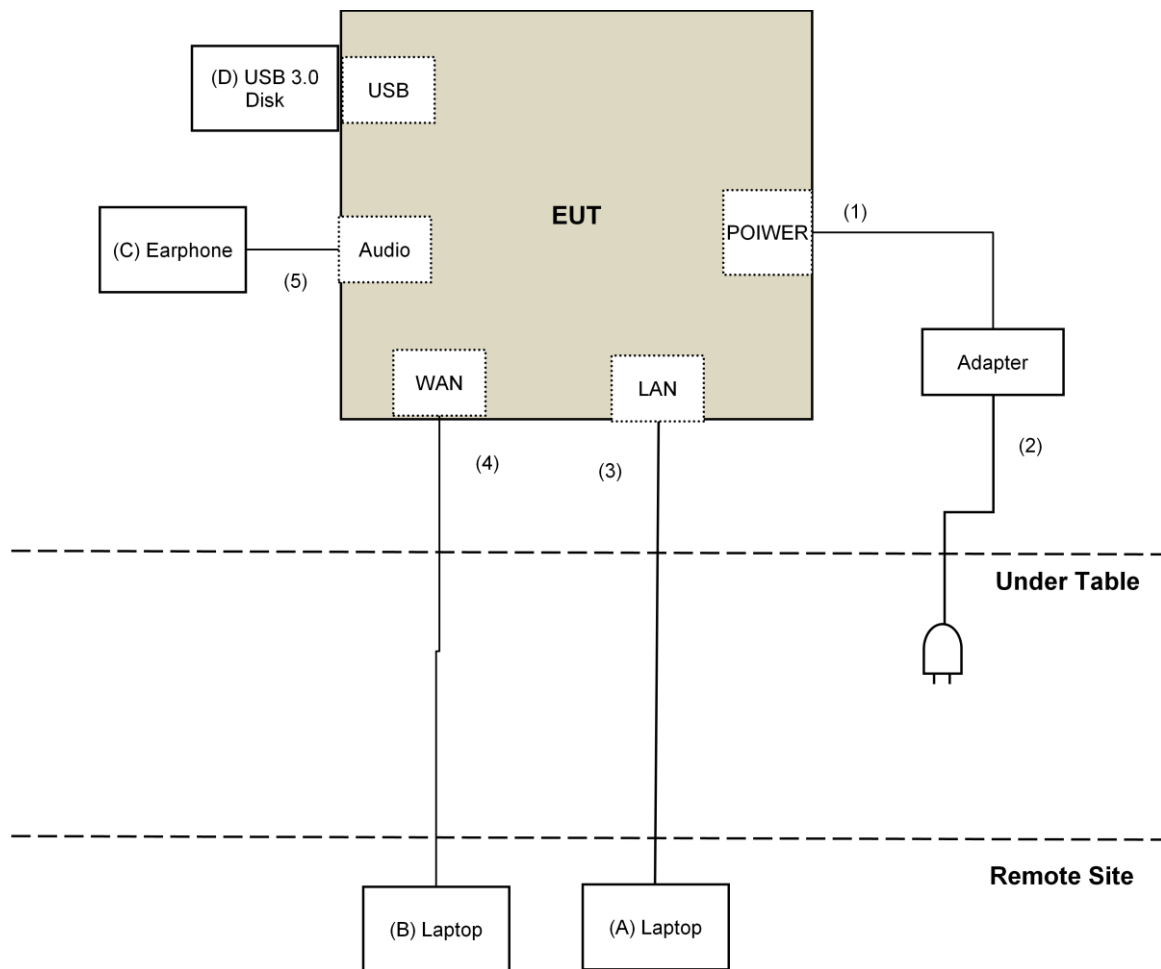 (D) USB 3.0
Disk
USB
EUT
POIWER
(1)
(C) Earphone
Audio
(5)
Adapter
WAN
LAN
(2)
(4)
(3)
Under Table
Remote Site
(B) Laptop
(A) Laptop